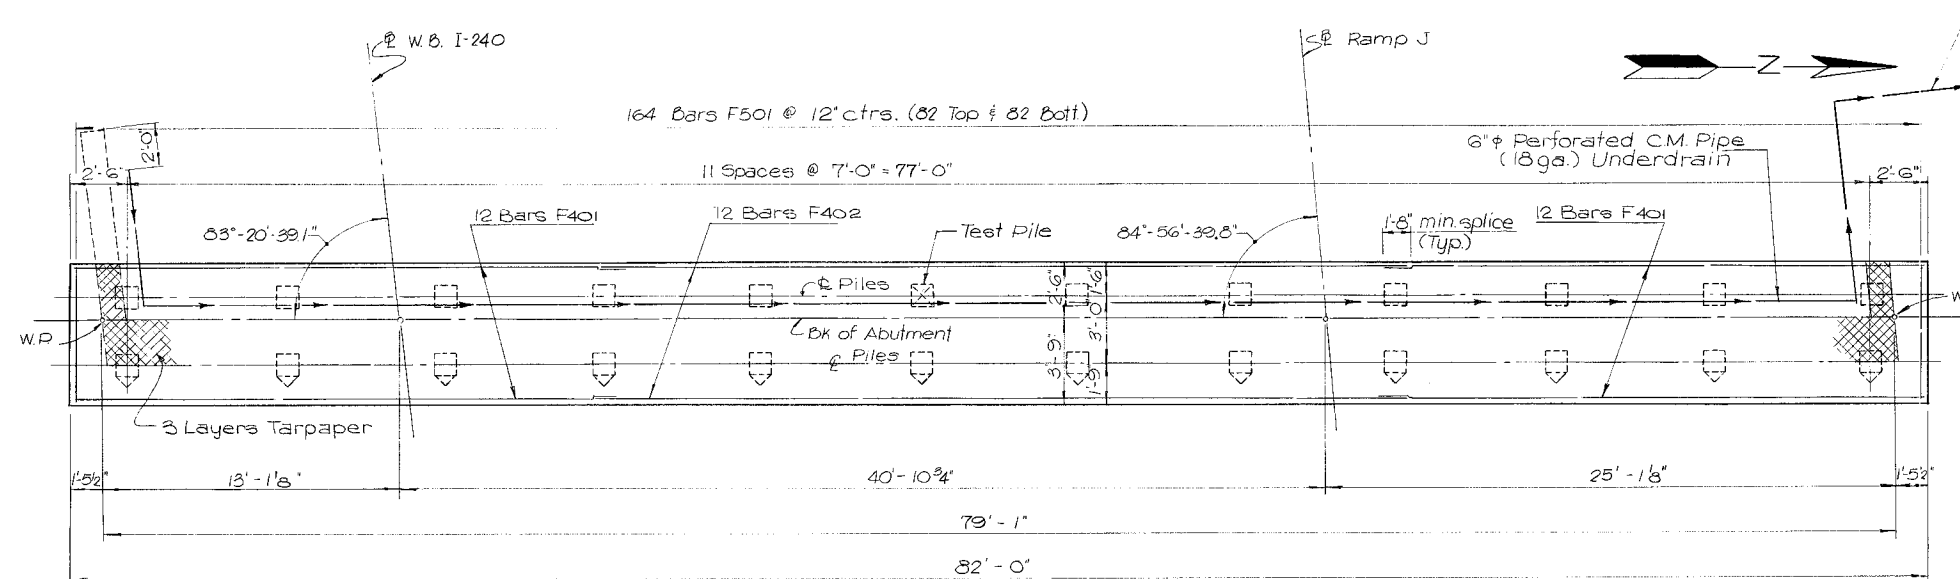 ℄ W.B. I-240
℄ Ramp J
N
164 Bars F501 @ 12" ctrs. (82 Top & 82 Bott.)
2'-0"
6"φ Perforated C.M. Pipe
(18 ga.) Underdrain
2'-6"
11 Spaces @ 7'-0" = 77'-0"
2'-6"
83°-20'-39.1"
12 Bars F401
12 Bars F402
Test Pile
84°-56'-39.8"
1'-8" min. splice
(Typ.)
12 Bars F401
℄ Piles
2'-6"
1'-6"
W.P.
Bk of Abutment
3'-0"
W
℄ Piles
3'-9"
1'-9"
3 Layers Tarpaper
1'-5½"
13'-1⅛"
40'-10¾"
25'-1⅛"
1'-5½"
79'-1"
82'-0"